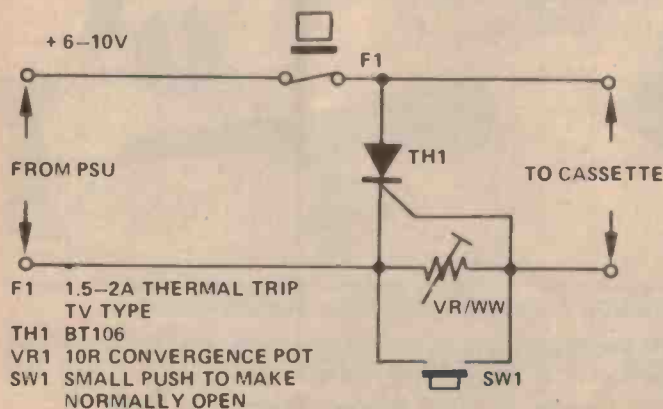 + 6–10V
F1
TH1
FROM PSU
TO CASSETTE
VR/WW
SW1
F1 1.5–2A THERMAL TRIP
TV TYPE
TH1 BT106
VR1 10R CONVERGENCE POT
SW1 SMALL PUSH TO MAKE
NORMALLY OPEN